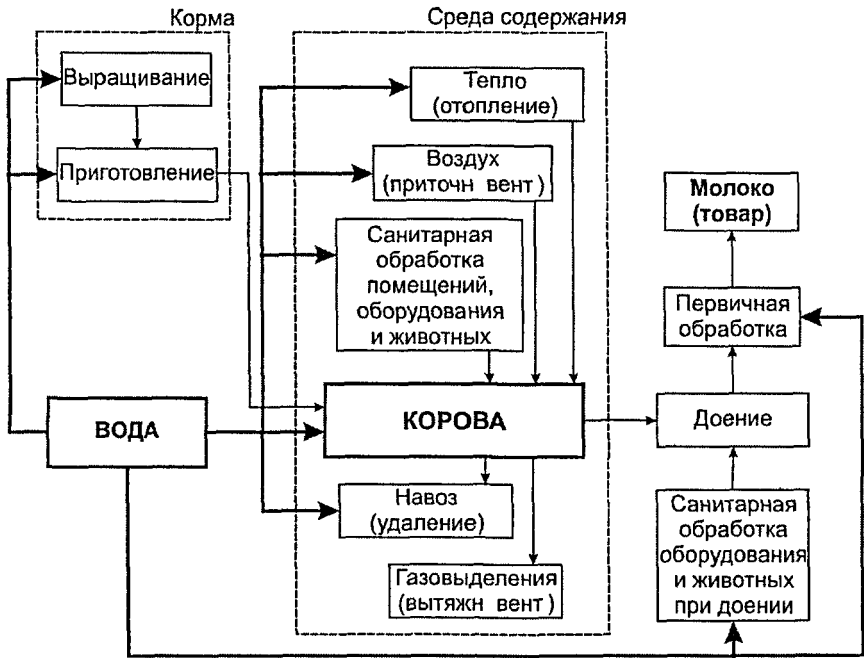 Корма
Выращивание
Приготовление
Среда содержания
Тепло
(отопление)
Воздух
(приточн вент)
Санитарная
обработка
помещений,
оборудования
и животных
ВОДА
КОРОВА
Навоз
(удаление)
Газовыделения
(вытяжн вент)
Молоко
(товар)
Первичная
обработка
Доение
Санитарная
обработка
оборудования
и животных
при доении